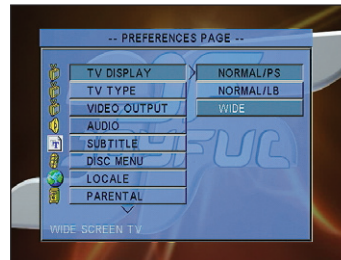 -- PREFERENCES PAGE --
TV DISPLAY NORMAL/PS
TV TYPE NORMAL/LB
VIDEO OUTPUT WIDE
AUDIO
SUBTITLE
DISC MENU
LOCALE
PARENTAL
JOYFUL
WIDE SCREEN TV